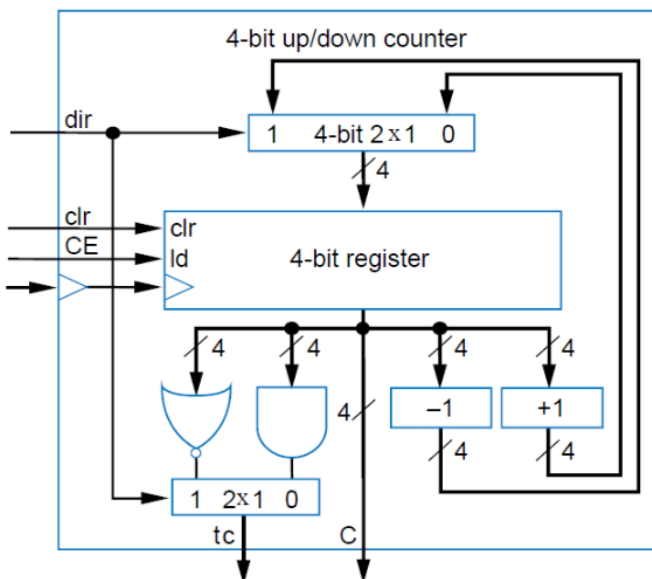 4-bit up/down counter
dir
1 4-bit 2x1 0
4
clr
clr
CE
ld
4-bit register
4 4 4 4
4
–1 +1
4 4
1 2x1 0
tc C